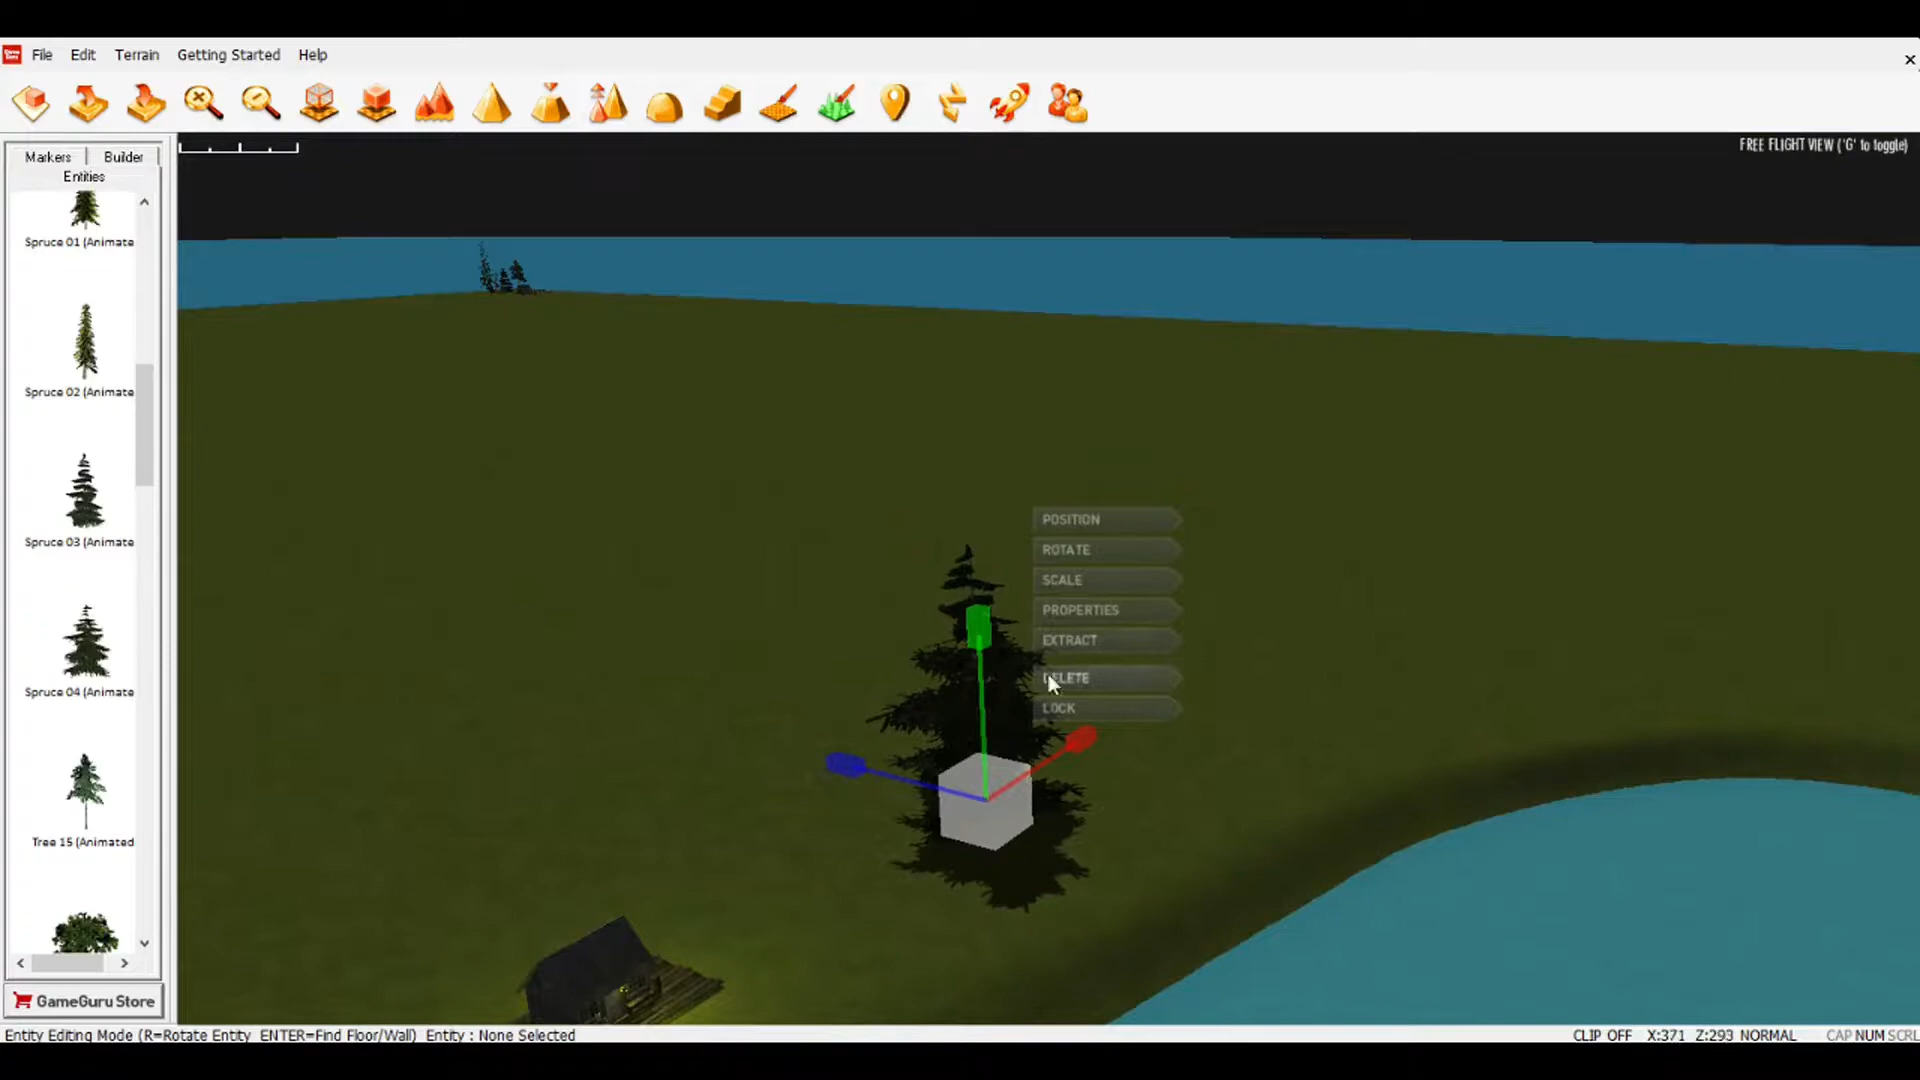 File Edit Terrain Getting Started Help
Markers Builder
Entities
FREE FLIGHT VIEW ('G' to toggle)
Spruce 01 (Animate
Spruce 02 (Animate
Spruce 03 (Animate
Spruce 04 (Animate
Tree 15 (Animated
POSITION
ROTATE
SCALE
PROPERTIES
EXTRACT
DELETE
LOCK
GameGuru Store
Entity Editing Mode (R=Rotate Entity ENTER=Find Floor/Wall) Entity : None Selected
CLIP OFF X:371 Z:293 NORMAL CAP NUM SCRL